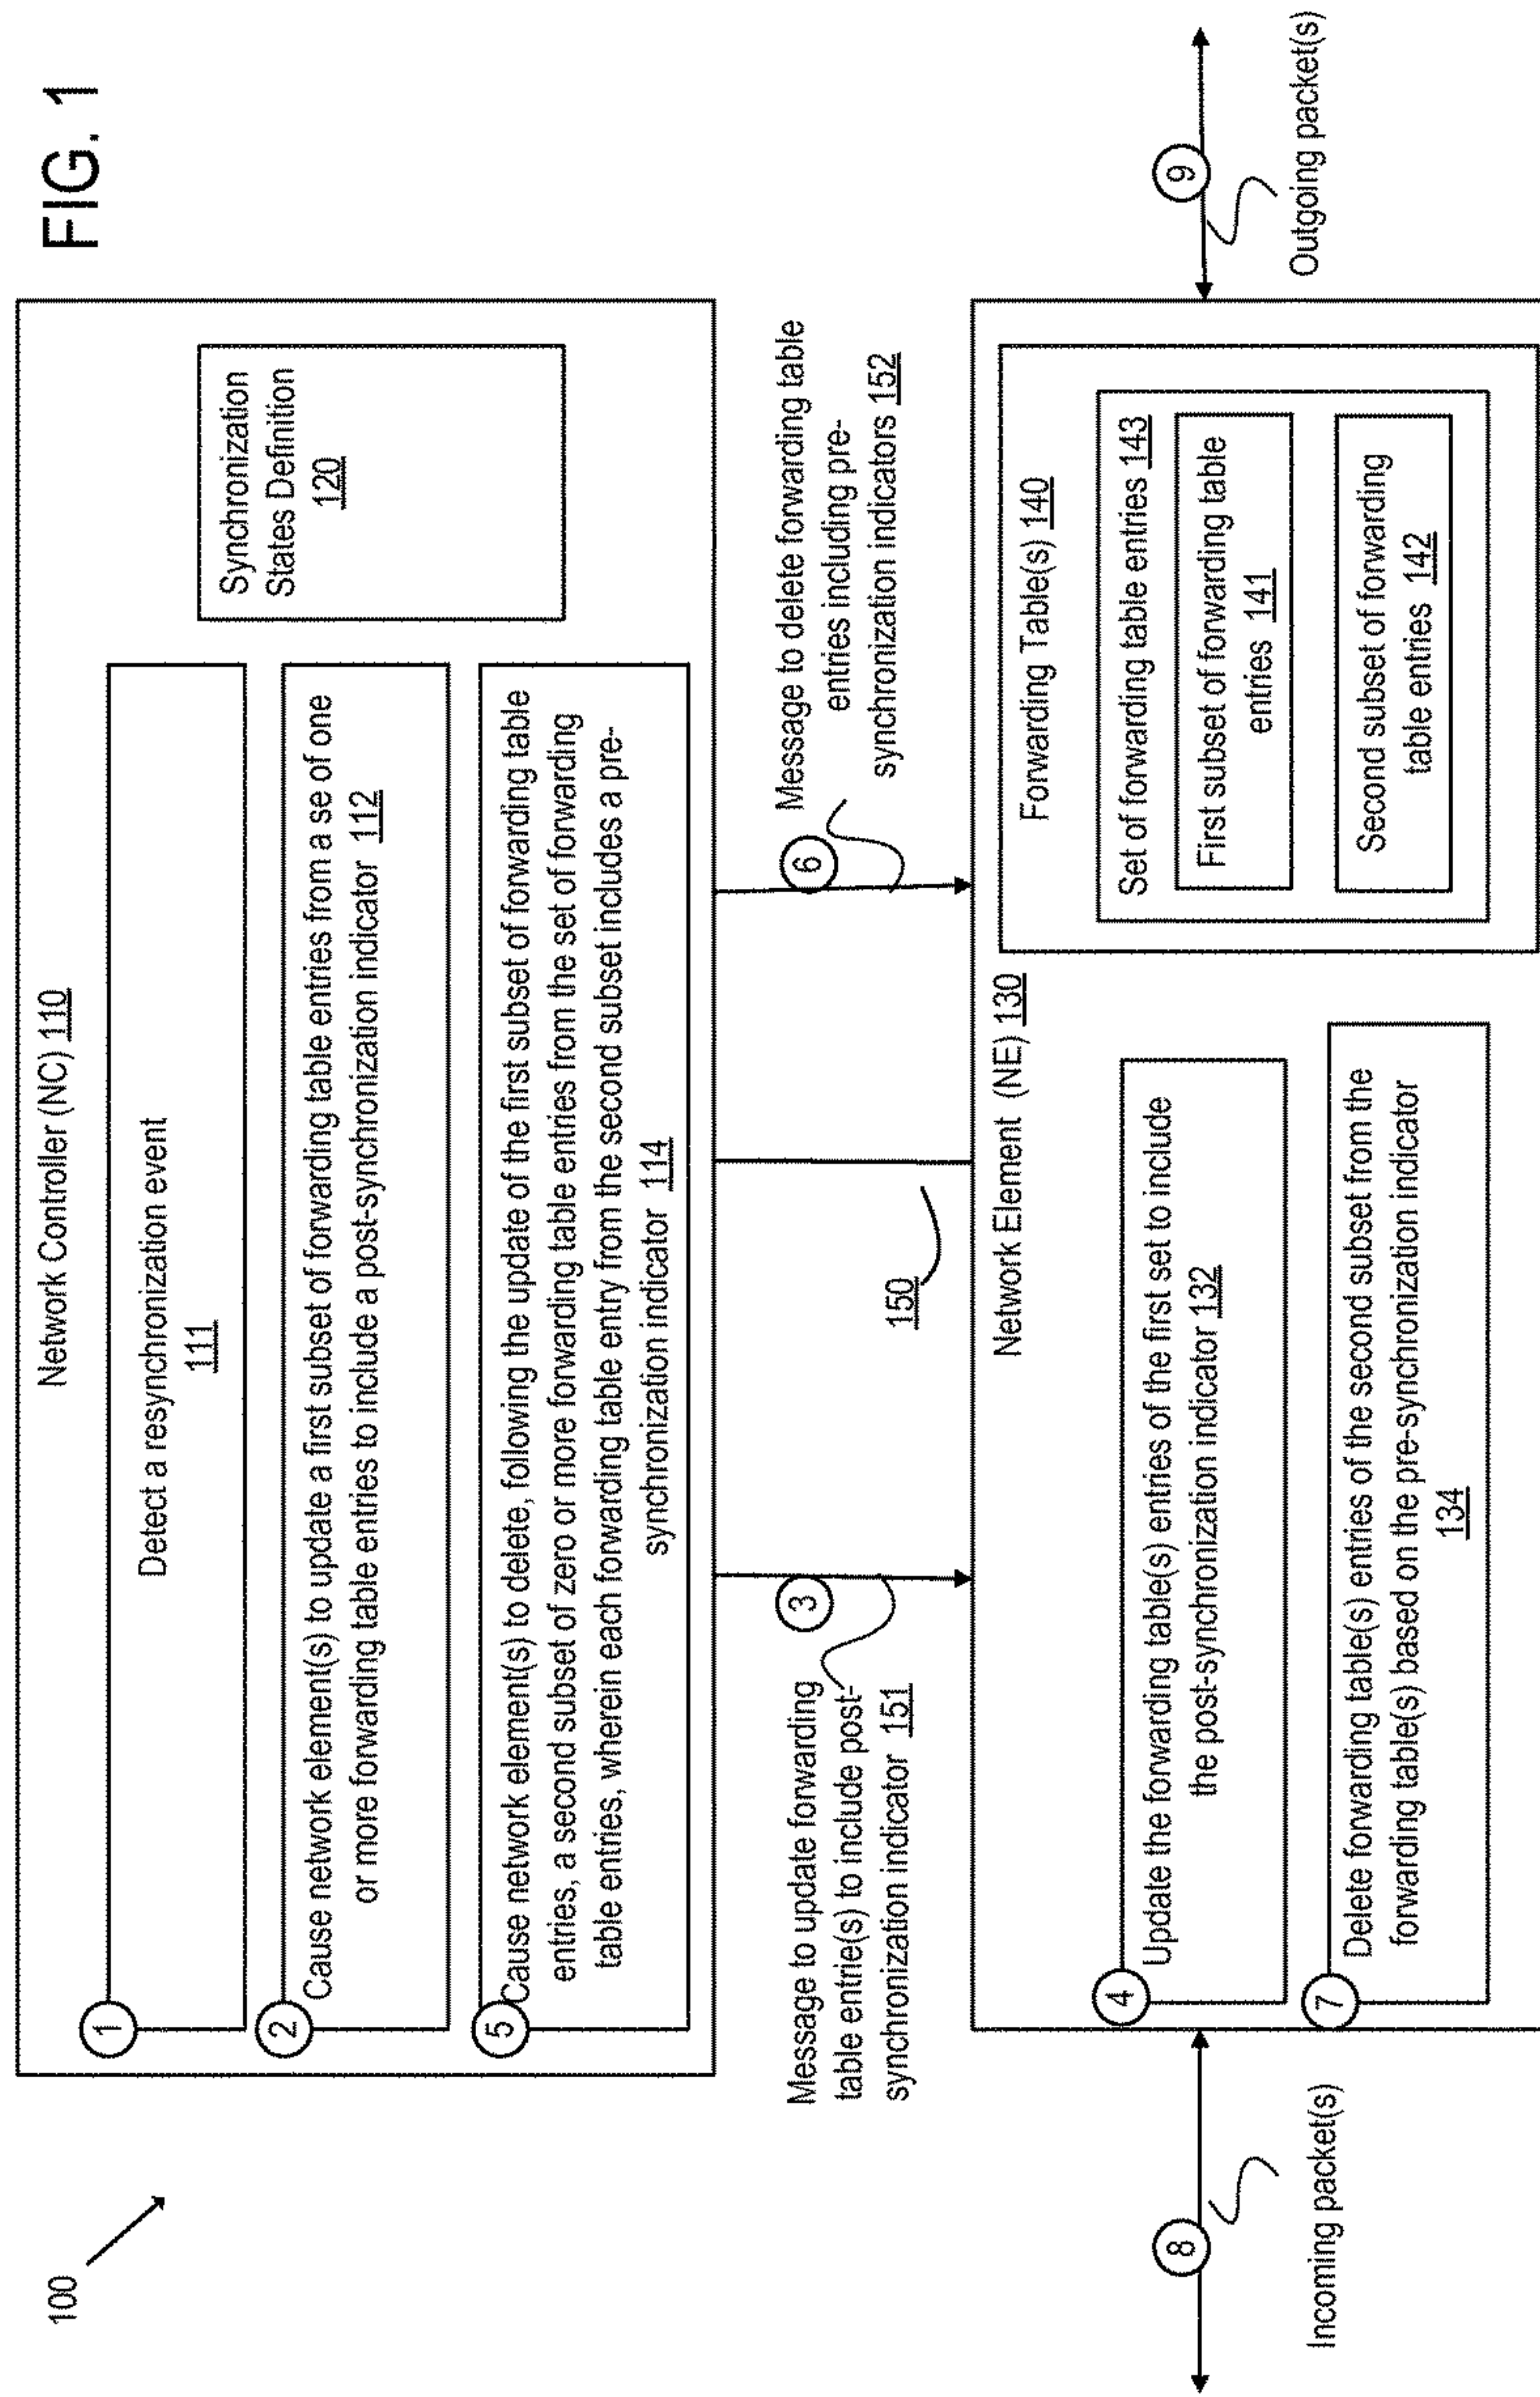 FIG. 1
100
Network Controller (NC) 110
1
Detect a resynchronization event
111
2
Cause network element(s) to update a first subset of forwarding table entries from a se of one
or more forwarding table entries to include a post-synchronization indicator 112
5
Cause network element(s) to delete, following the update of the first subset of forwarding table
entries, a second subset of zero or more forwarding table entries from the set of forwarding
table entries, wherein each forwarding table entry from the second subset includes a pre-
synchronization indicator 114
Synchronization
States Definition
120
3
Message to update forwarding
table entrie(s) to include post-
synchronization indicator 151
150
6
Message to delete forwarding table
entries including pre-
synchronization indicators 152
Network Element (NE) 130
4
Update the forwarding table(s) entries of the first set to include
the post-synchronization indicator 132
7
Delete forwarding table(s) entries of the second subset from the
forwarding table(s) based on the pre-synchronization indicator
134
Forwarding Table(s) 140
Set of forwarding table entries 143
First subset of forwarding table
entries 141
Second subset of forwarding
table entries 142
8
Incoming packet(s)
9
Outgoing packet(s)